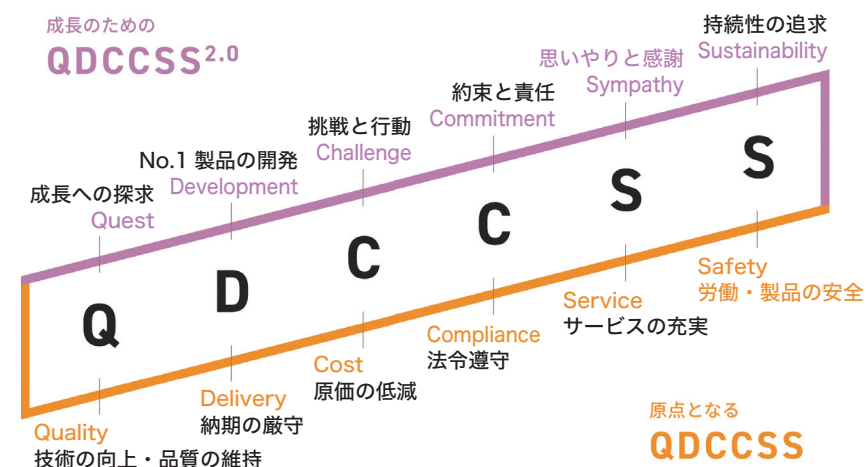 成長のための
QDCCSS2.0
持続性の追求
Sustainability
思いやりと感謝
Sympathy
約束と責任
Commitment
挑戦と行動
Challenge
No.1 製品の開発
Development
成長への探求
Quest
Q
D
C
C
S
S
Quality
技術の向上・品質の維持
Delivery
納期の厳守
Cost
原価の低減
Compliance
法令遵守
Service
サービスの充実
Safety
労働・製品の安全
原点となる
QDCCSS